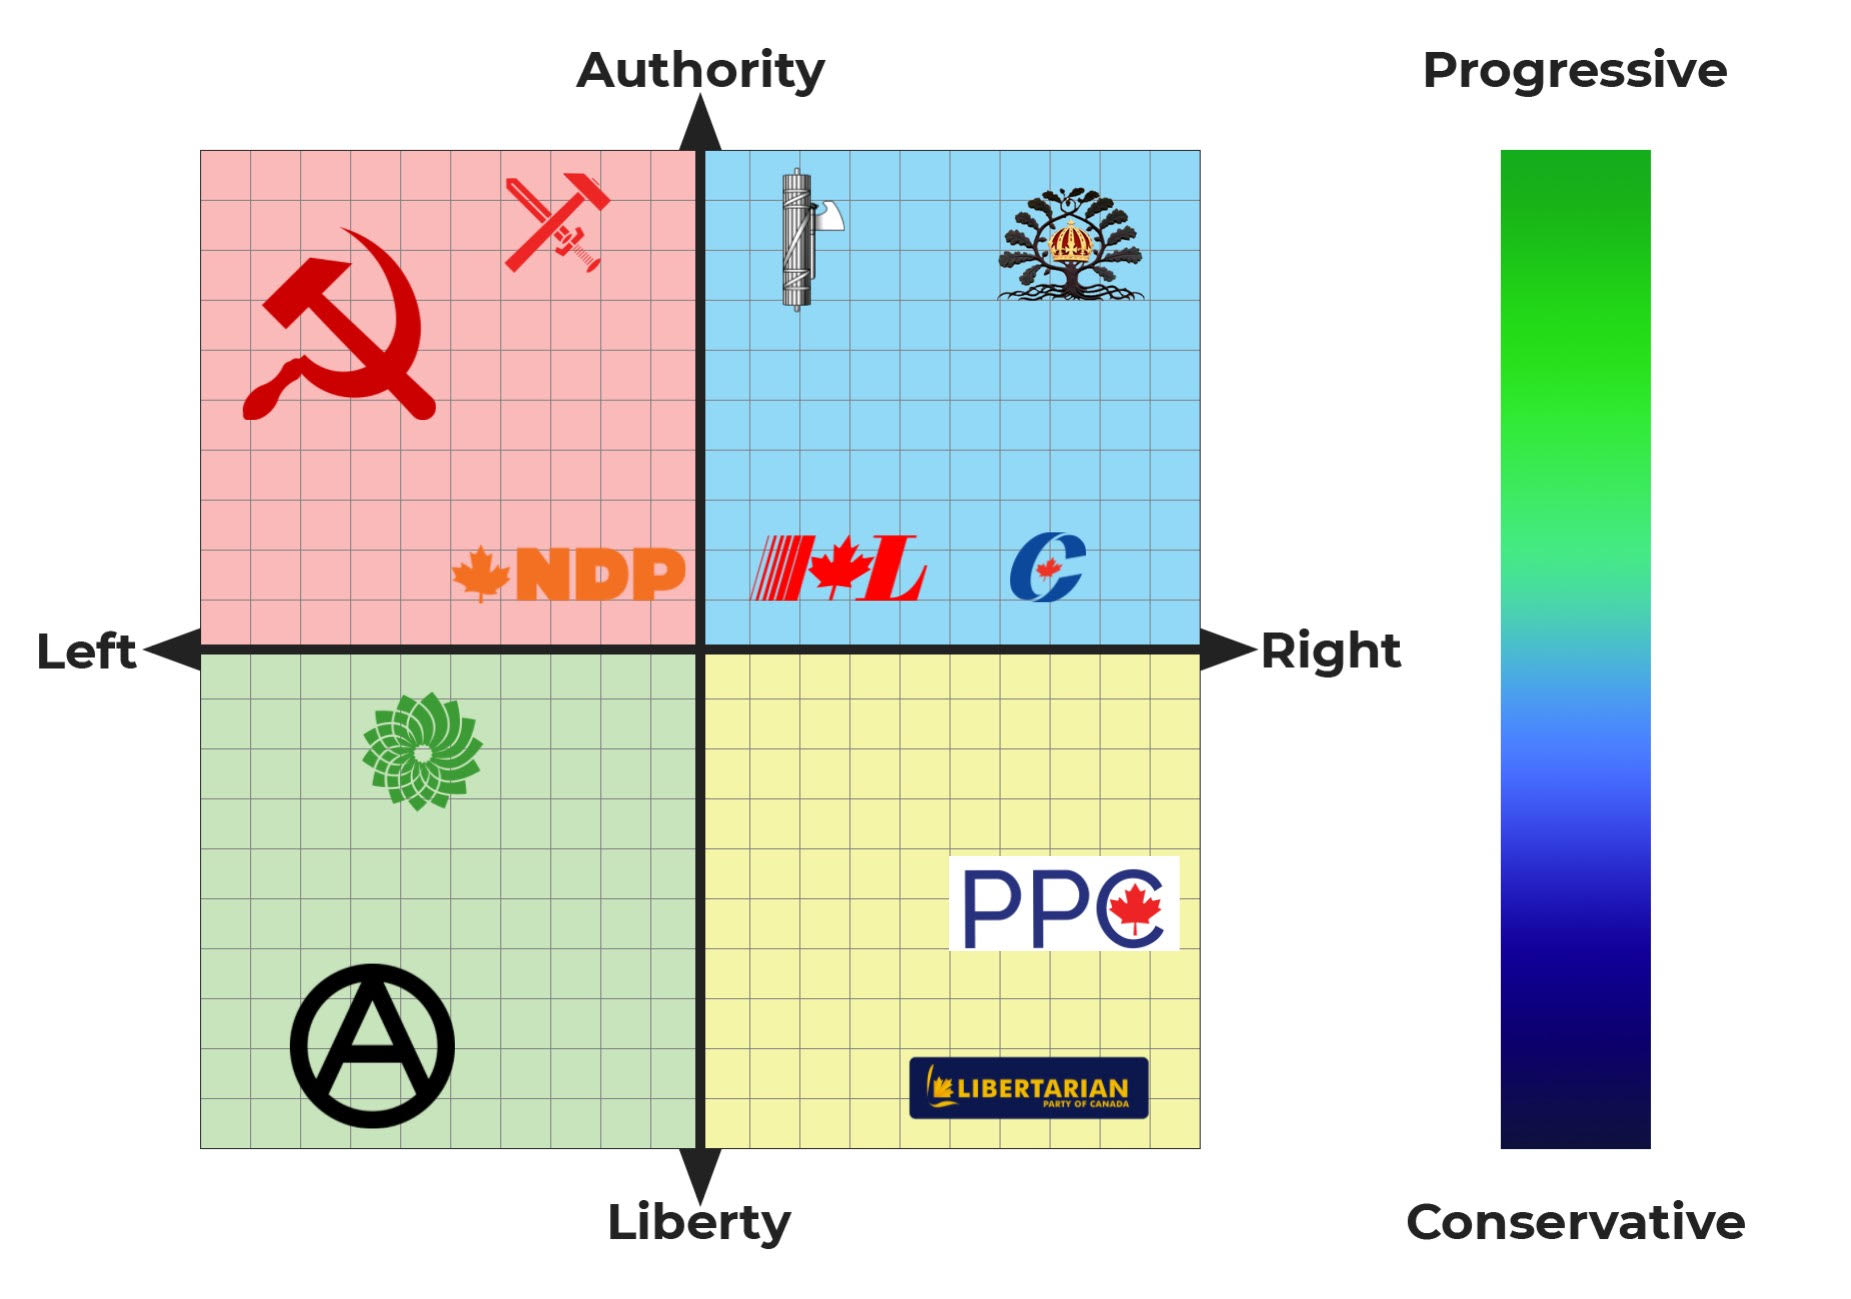 Authority
Progressive
NDP
L
C
Left
Right
PPC
A
LIBERTARIAN
PARTY OF CANADA
Liberty
Conservative